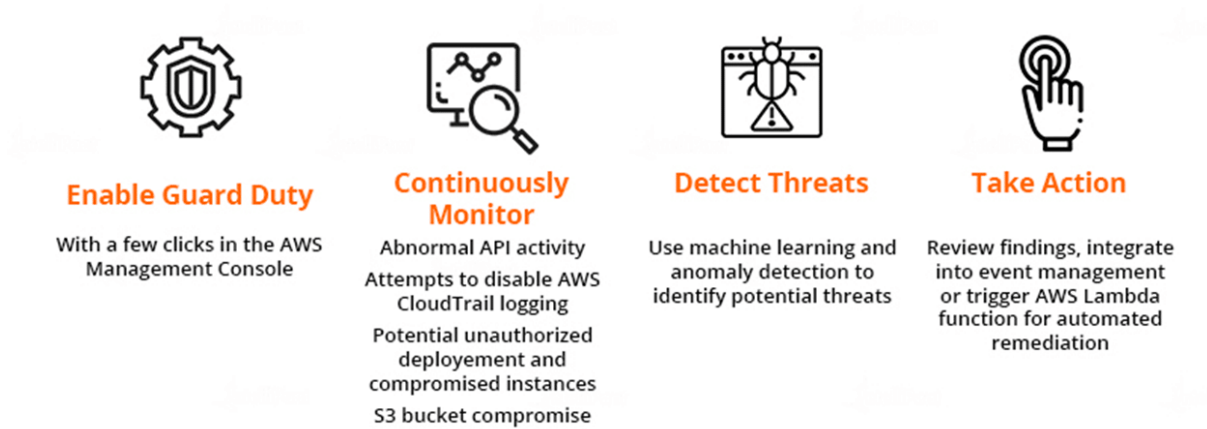 Enable Guard Duty
With a few clicks in the AWS
Management Console
Continuously
Monitor
Abnormal API activity
Attempts to disable AWS
CloudTrail logging
Potential unauthorized
deployement and
compromised instances
S3 bucket compromise
Detect Threats
Use machine learning and
anomaly detection to
identify potential threats
Take Action
Review findings, integrate
into event management
or trigger AWS Lambda
function for automated
remediation